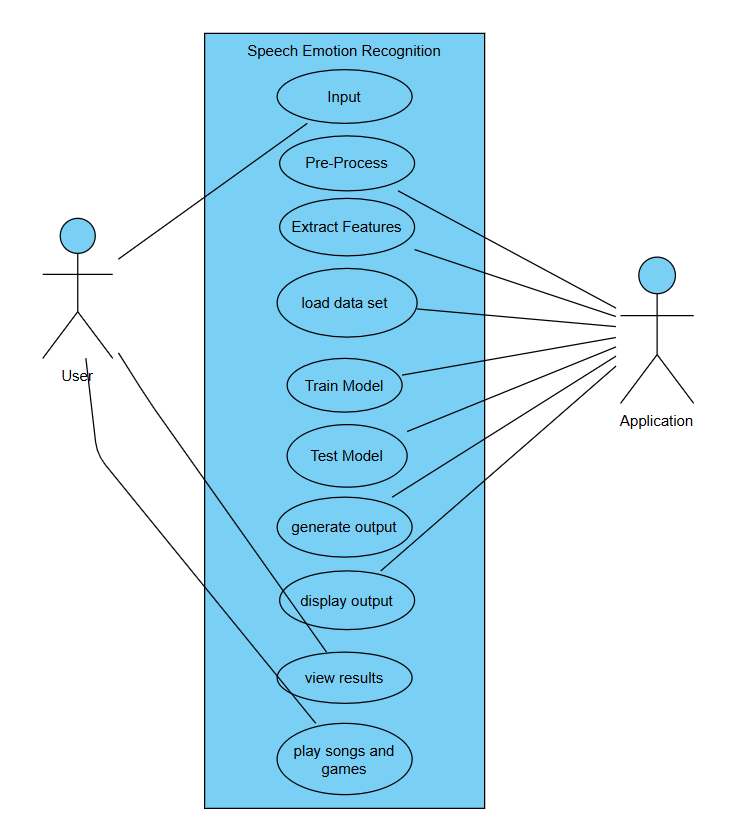 Speech Emotion Recognition
Input
Pre-Process
Extract Features
load data set
User
Train Model
Application
Test Model
generate output
display output
view results
play songs and
games